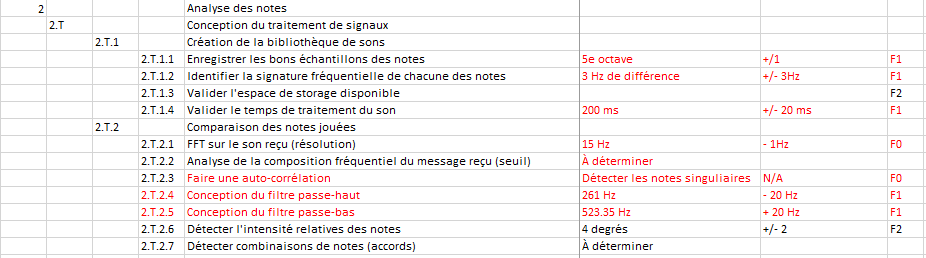 2 Analyse des notes
2.T Conception du traitement de signaux
2.T.1 Création de la bibliothèque de sons
2.T.1.1 Enregistrer les bons échantillons des notes 5e octave +/1 F1
2.T.1.2 Identifier la signature fréquentielle de chacune des notes 3 Hz de différence +/- 3Hz F1
2.T.1.3 Valider l'espace de storage disponible F2
2.T.1.4 Valider le temps de traitement du son 200 ms +/- 20 ms F1
2.T.2 Comparaison des notes jouées
2.T.2.1 FFT sur le son reçu (résolution) 15 Hz - 1Hz F0
2.T.2.2 Analyse de la composition fréquentiel du message reçu (seuil) À déterminer
2.T.2.3 Faire une auto-corrélation Détecter les notes singuliaires N/A F0
2.T.2.4 Conception du filtre passe-haut 261 Hz - 20 Hz F1
2.T.2.5 Conception du filtre passe-bas 523.35 Hz + 20 Hz F1
2.T.2.6 Détecter l'intensité relatives des notes 4 degrés +/- 2 F2
2.T.2.7 Détecter combinaisons de notes (accords) À déterminer